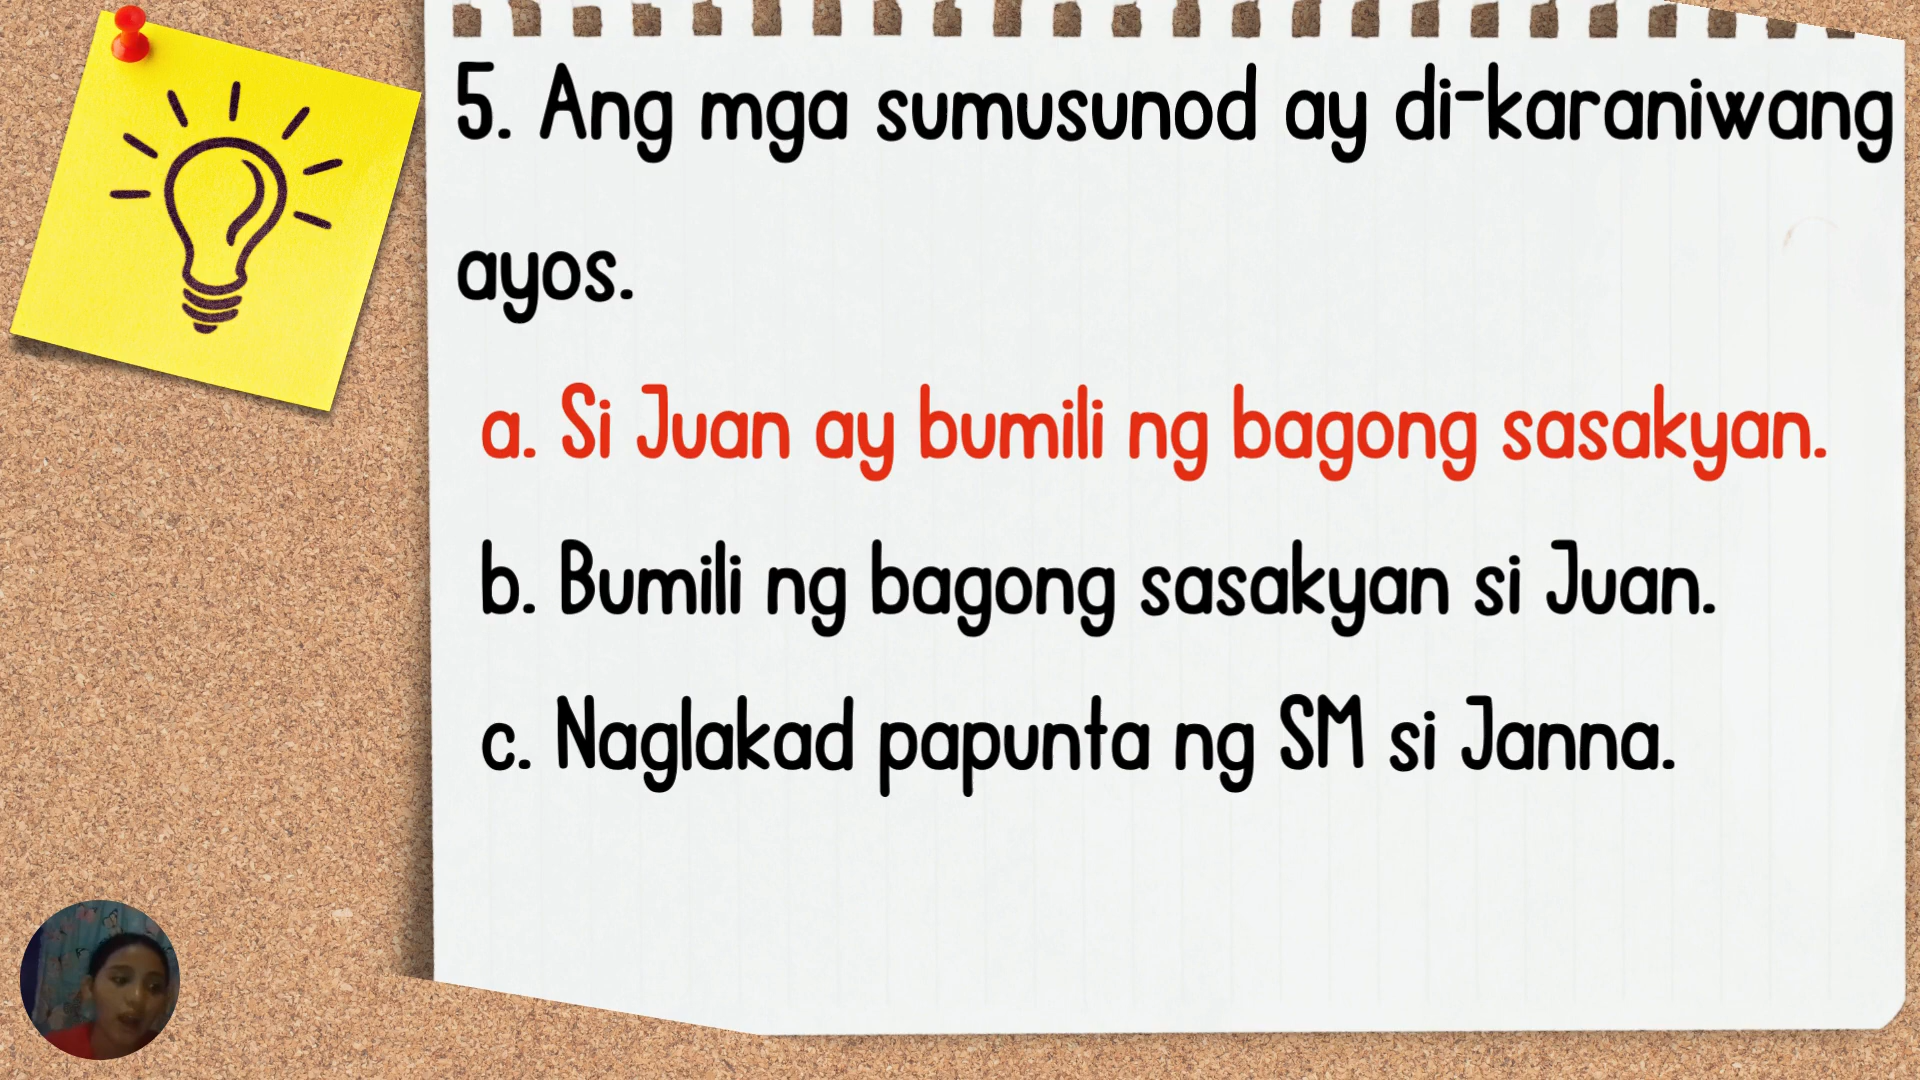 5. Ang mga sumusunod ay di-karaniwang
ayos.
a. Si Juan ay bumili ng bagong sasakyan.
b. Bumili ng bagong sasakyan si Juan.
c. Naglakad papunta ng SM si Janna.